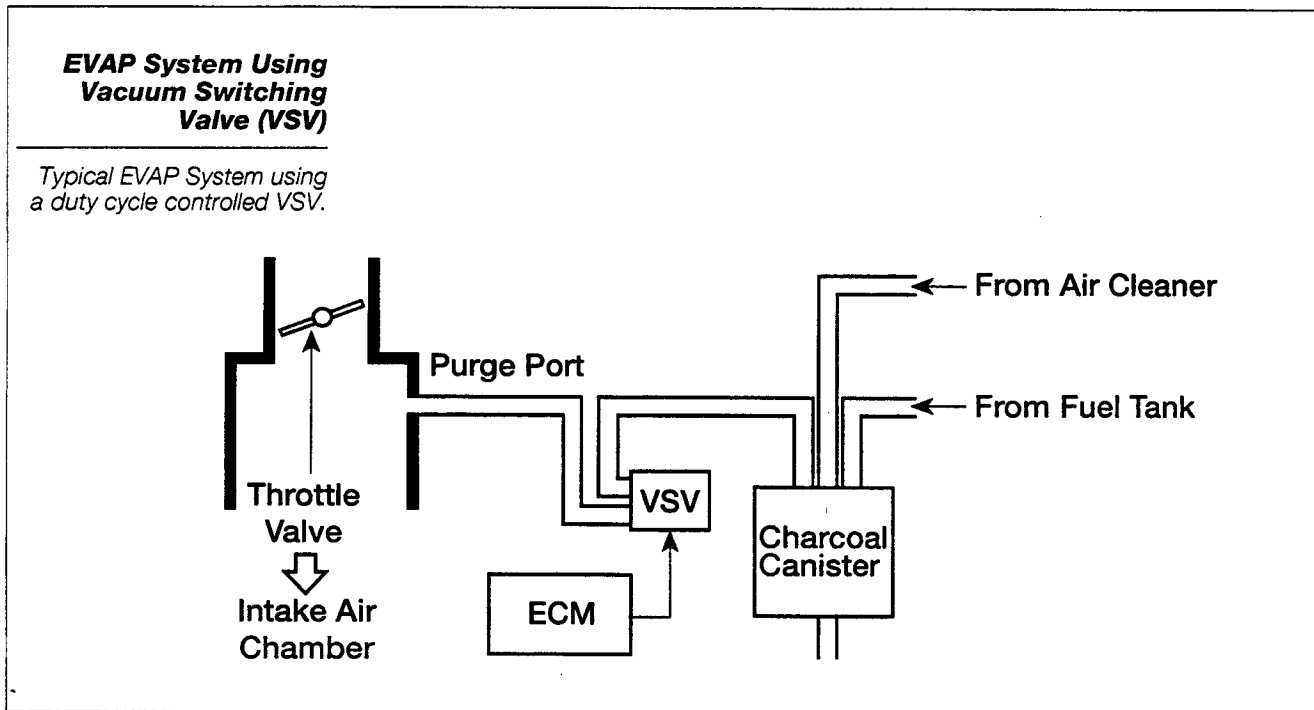 EVAP System Using
Vacuum Switching
Valve (VSV)
Typical EVAP System using
a duty cycle controlled VSV.
From Air Cleaner
Purge Port
From Fuel Tank
Throttle
Valve
VSV
Charcoal
Canister
Intake Air
Chamber
ECM